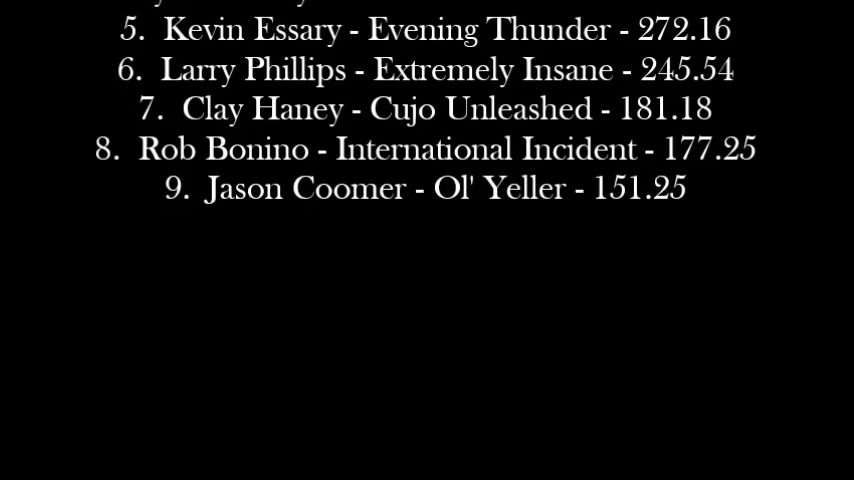 5. Kevin Essary - Evening Thunder - 272.16
6. Larry Phillips - Extremely Insane - 245.54
7. Clay Haney - Cujo Unleashed - 181.18
8. Rob Bonino - International Incident - 177.25
9. Jason Coomer - Ol' Yeller - 151.25